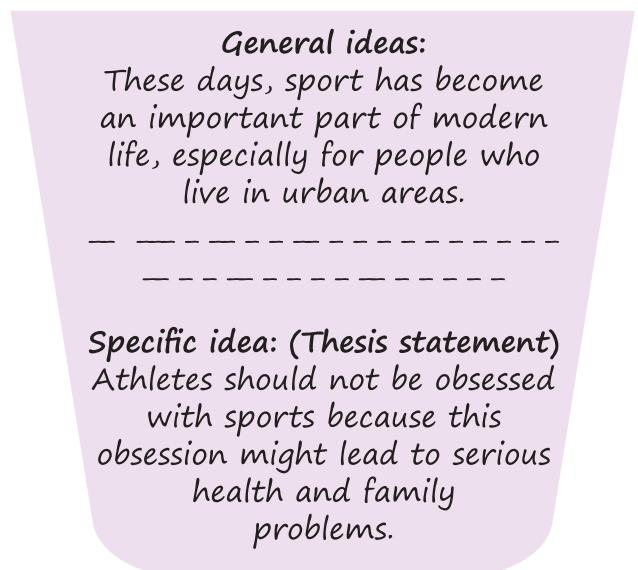 General ideas:
These days, sport has become
an important part of modern
life, especially for people who
live in urban areas.
Specific idea: (Thesis statement)
Athletes should not be obsessed
with sports because this
obsession might lead to serious
health and family
problems.